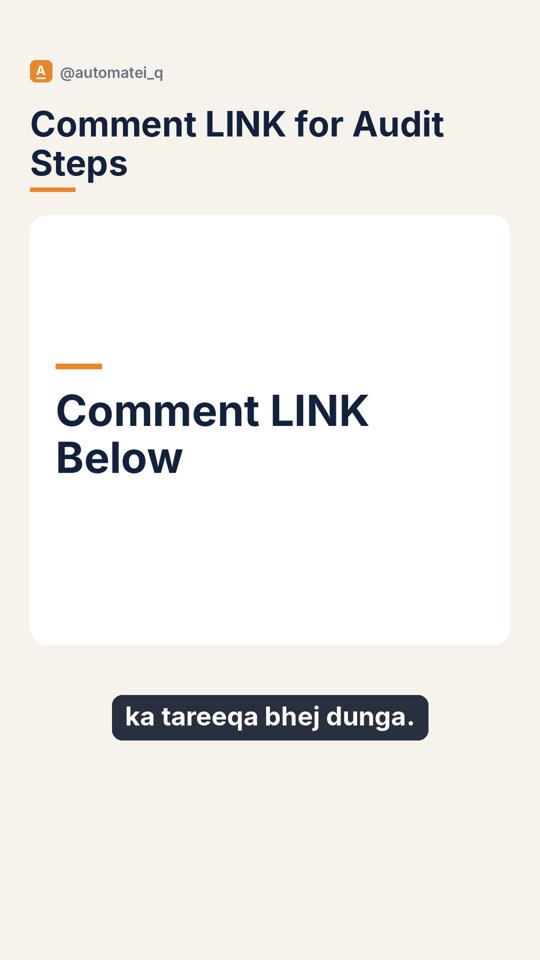 A
@automatei_q
Comment LINK for Audit
Steps
Comment LINK
Below
ka tareeqa bhej dunga.